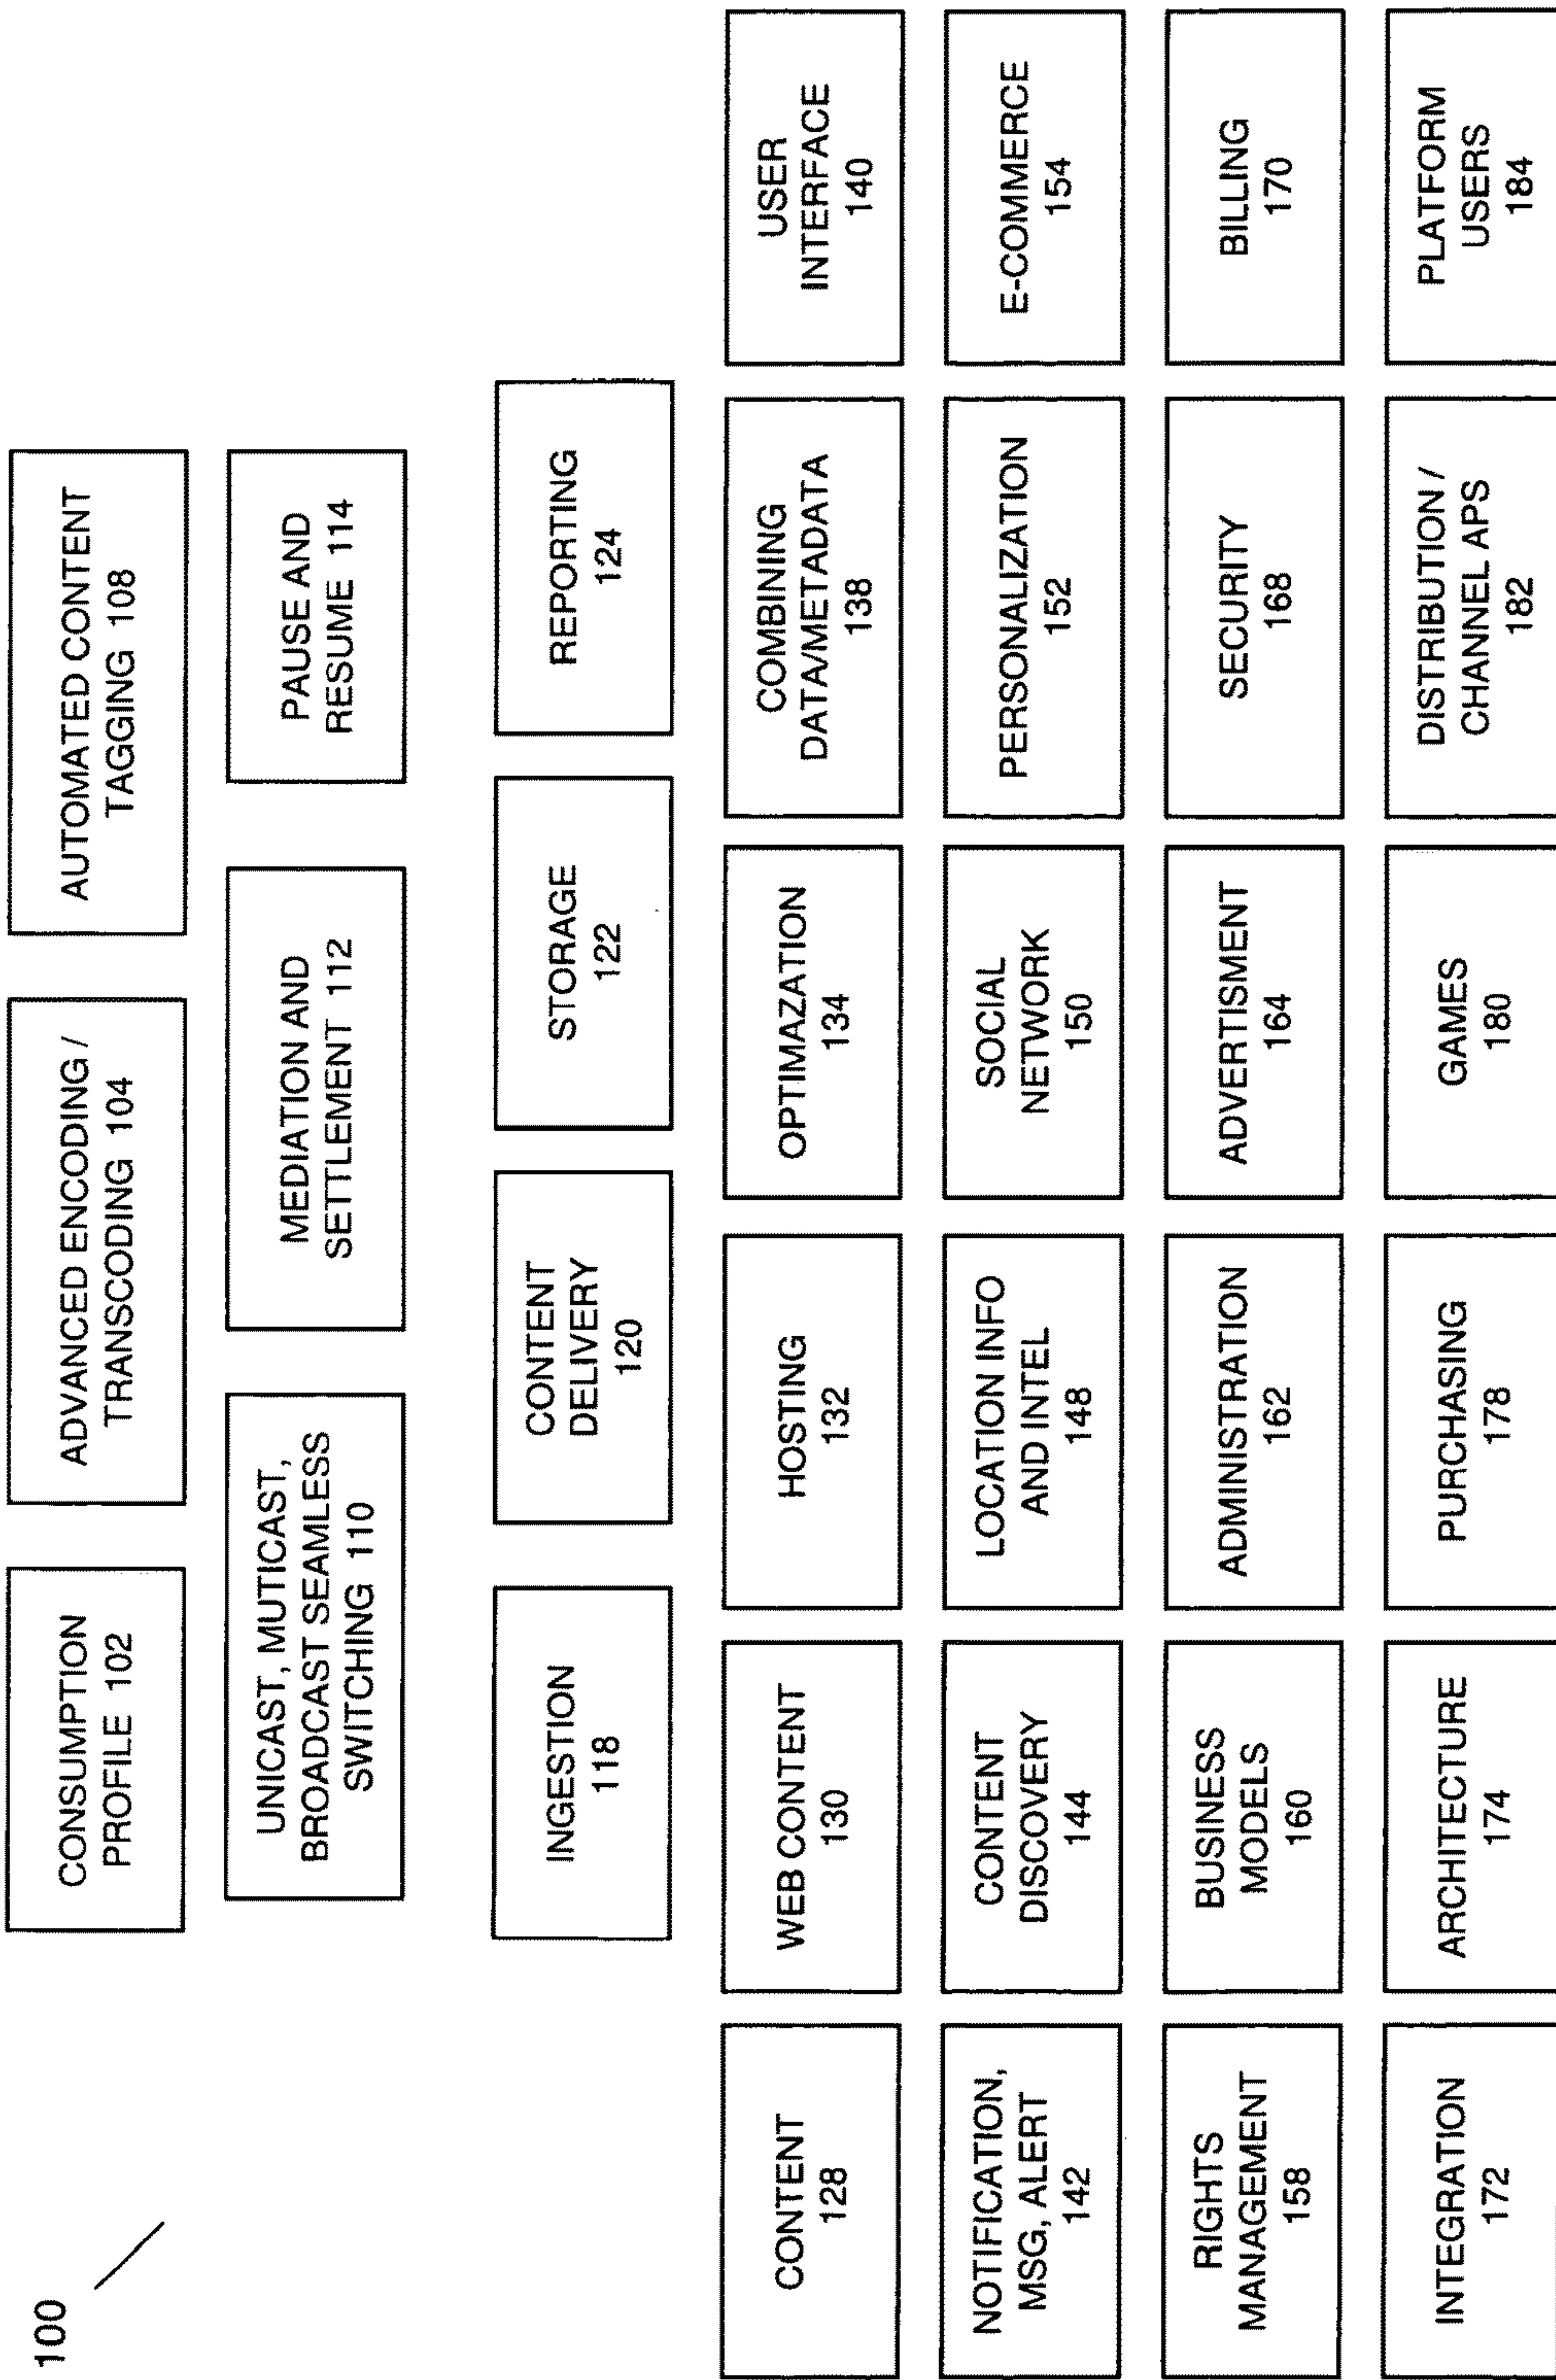 100
CONSUMPTION
PROFILE 102
ADVANCED ENCODING /
TRANSCODING 104
AUTOMATED CONTENT
TAGGING 108
UNICAST, MUTICAST,
BROADCAST SEAMLESS
SWITCHING 110
MEDIATION AND
SETTLEMENT 112
PAUSE AND
RESUME 114
INGESTION
118
CONTENT
DELIVERY
120
STORAGE
122
REPORTING
124
CONTENT
128
WEB CONTENT
130
HOSTING
132
OPTIMAZATION
134
COMBINING
DATA/METADATA
138
USER
INTERFACE
140
NOTIFICATION,
MSG, ALERT
142
CONTENT
DISCOVERY
144
LOCATION INFO
AND INTEL
148
SOCIAL
NETWORK
150
PERSONALIZATION
152
E-COMMERCE
154
RIGHTS
MANAGEMENT
158
BUSINESS
MODELS
160
ADMINISTRATION
162
ADVERTISMENT
164
SECURITY
168
BILLING
170
INTEGRATION
172
ARCHITECTURE
174
PURCHASING
178
GAMES
180
DISTRIBUTION /
CHANNEL APS
182
PLATFORM
USERS
184